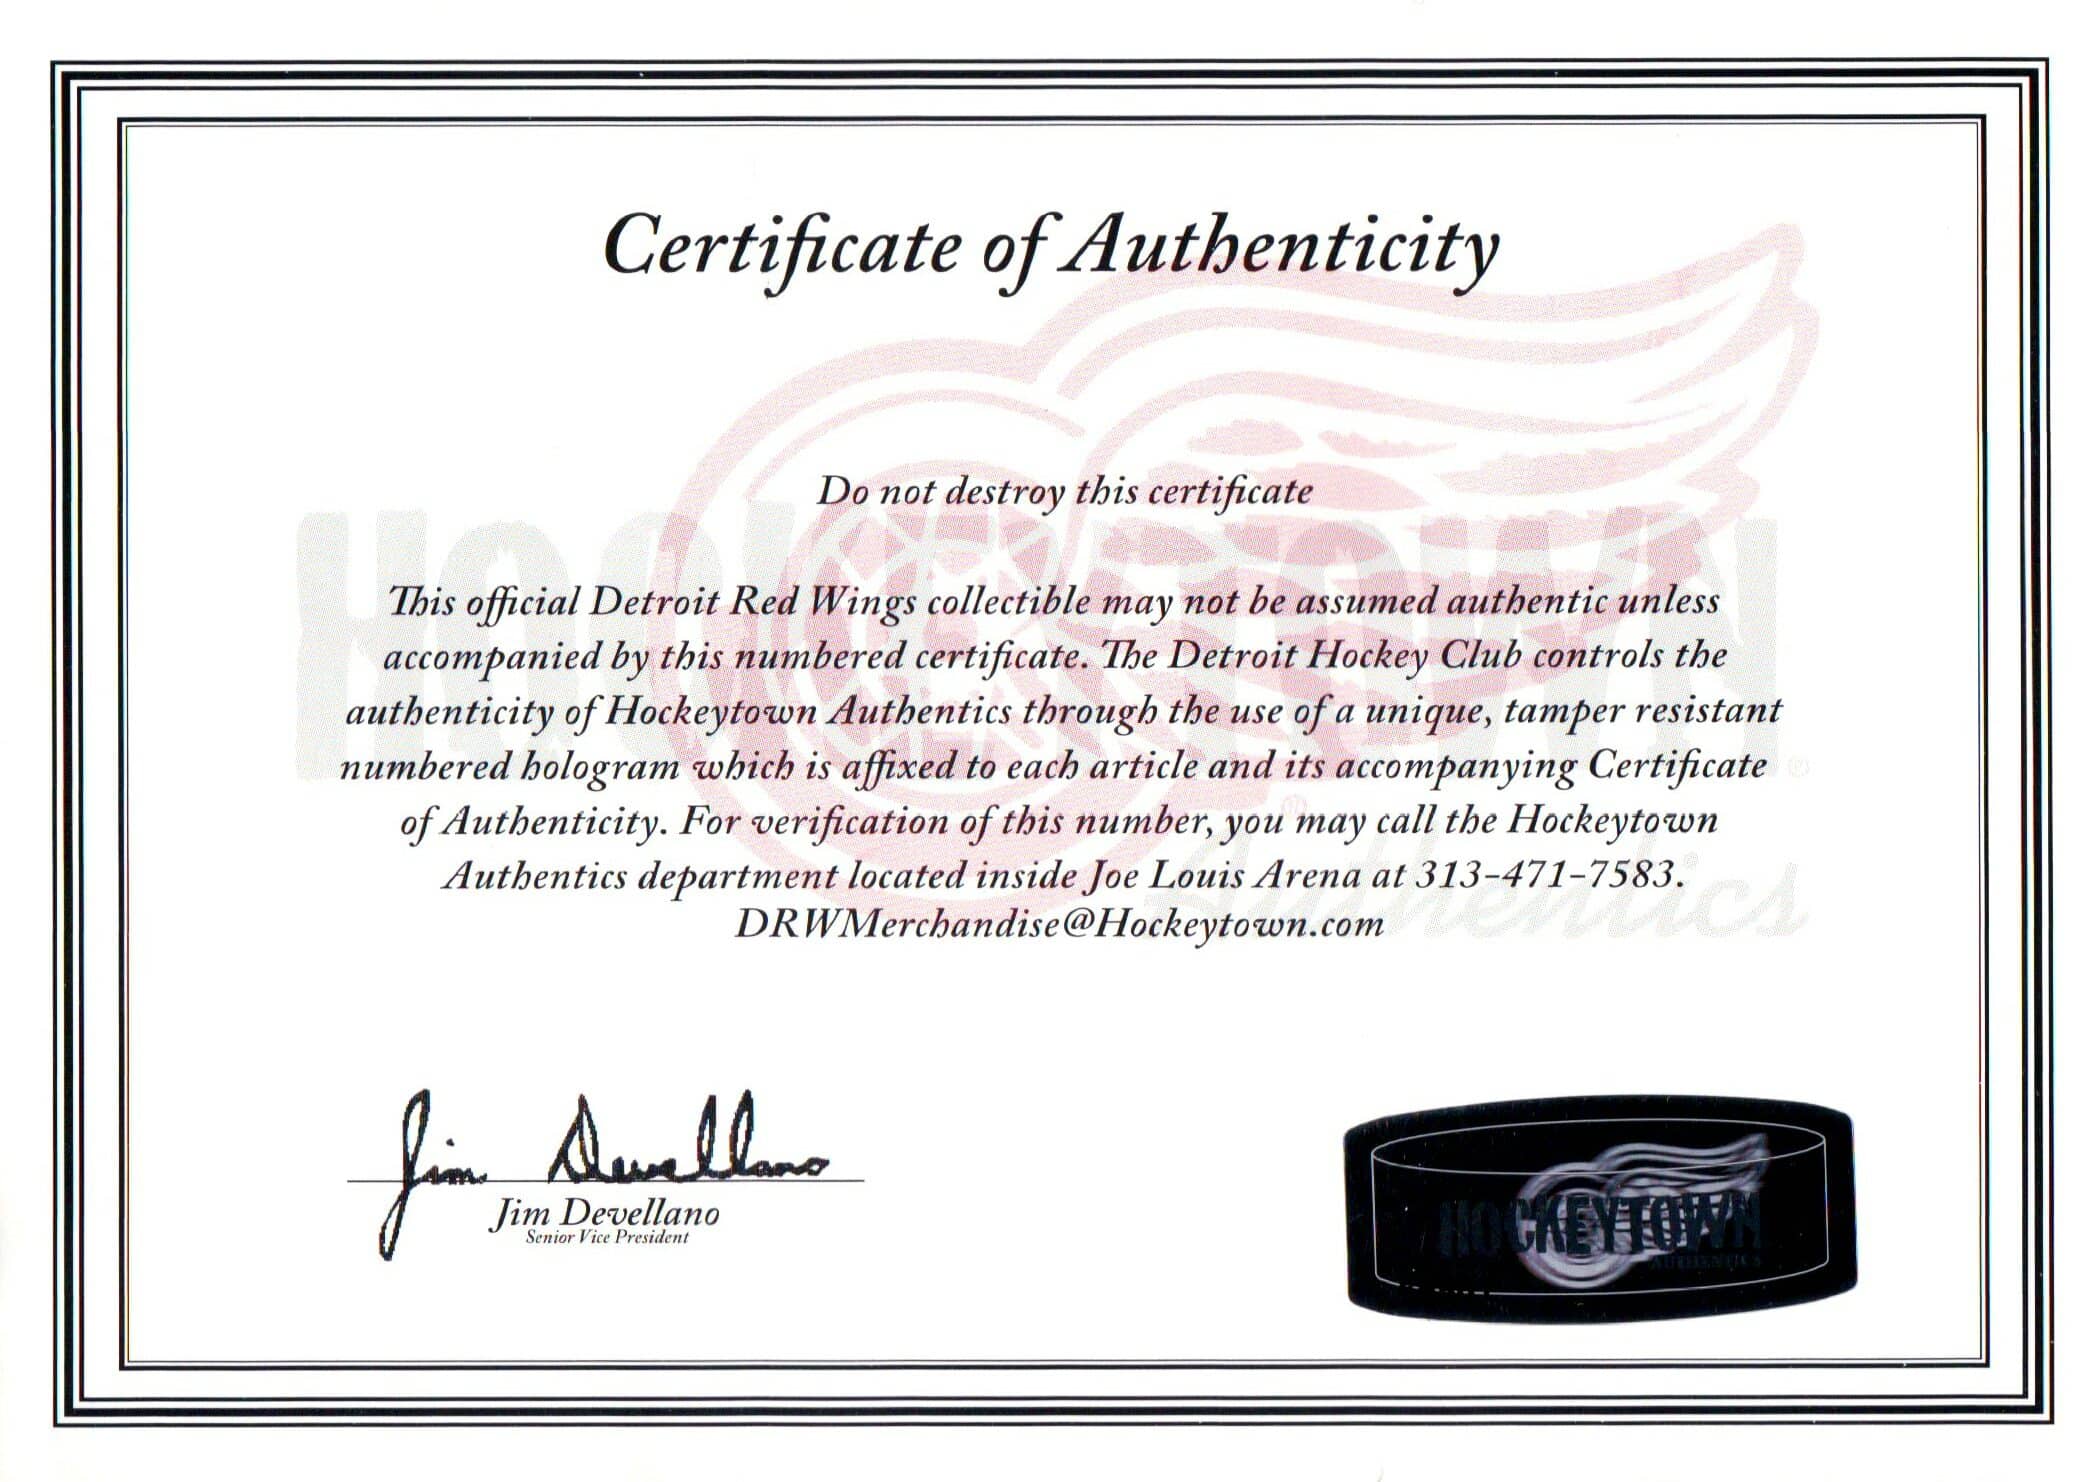 Certificate of Authenticity
Do not destroy this certificate
This official Detroit Red Wings collectible may not be assumed authentic unless
accompanied by this numbered certificate. The Detroit Hockey Club controls the
authenticity of Hockeytown Authentics through the use of a unique, tamper resistant
numbered hologram which is affixed to each article and its accompanying Certificate
of Authenticity. For verification of this number, you may call the Hockeytown
Authentics department located inside Joe Louis Arena at 313-471-7583.
DRWMerchandise@Hockeytown.com
HOCKEYTOWN ®
® Authentics
Jim Devellano
Jim Devellano
Senior Vice President
HOCKEYTOWN
AUTHENTICS